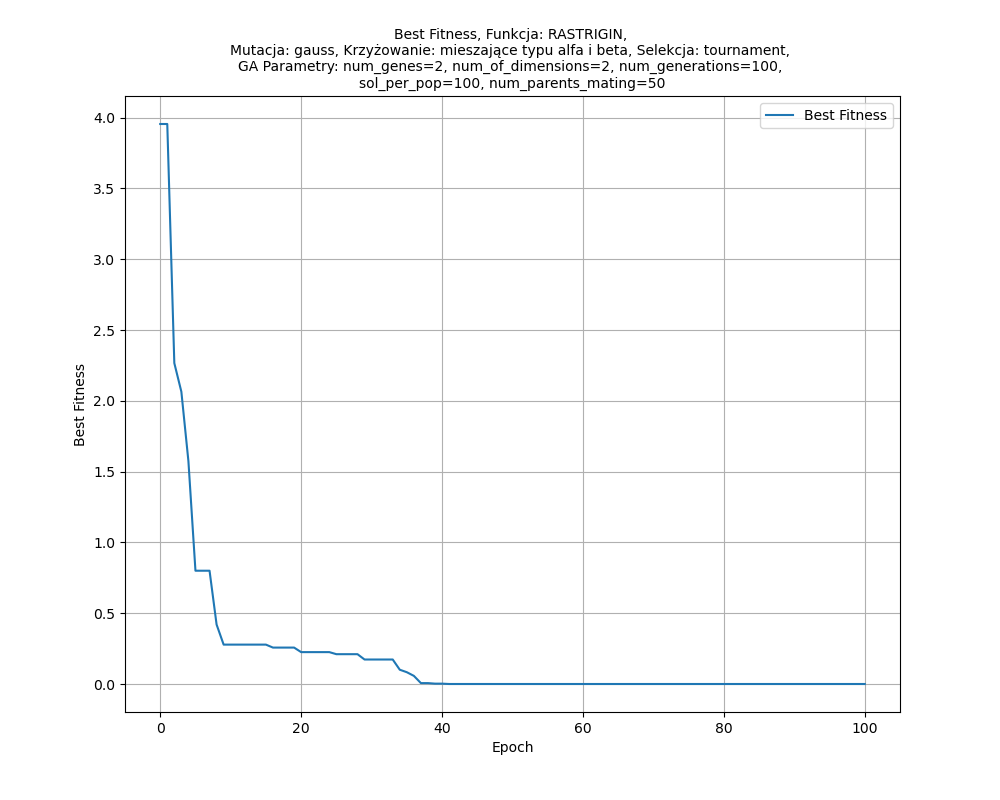 Best Fitness, Funkcja: RASTRIGIN,
Mutacja: gauss, Krzyżowanie: mieszające typu alfa i beta, Selekcja: tournament,
GA Parametry: num_genes=2, num_of_dimensions=2, num_generations=100,
sol_per_pop=100, num_parents_mating=50
Best Fitness
4.0
3.5
3.0
2.5
2.0
1.5
1.0
0.5
0.0
Best Fitness
0 20 40 60 80 100
Epoch